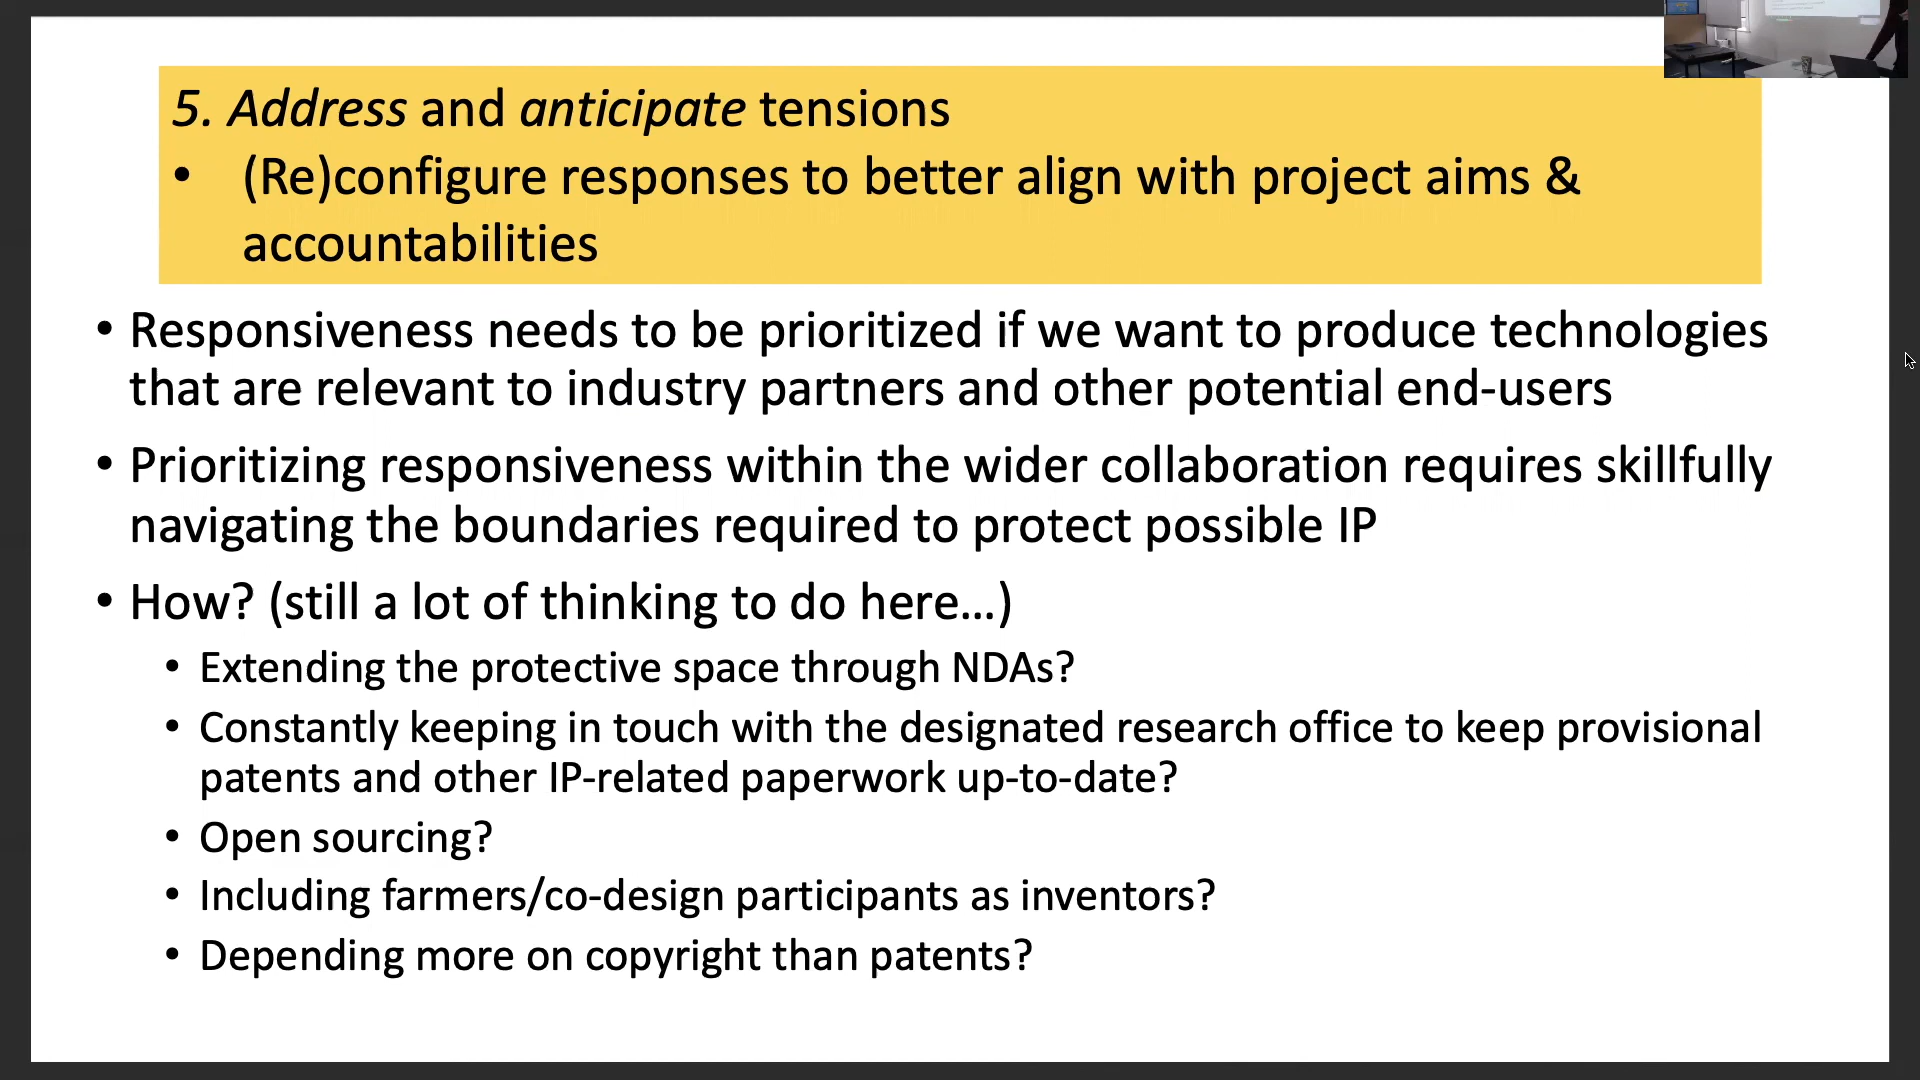 5. Address and anticipate tensions
• (Re)configure responses to better align with project aims &
accountabilities
• Responsiveness needs to be prioritized if we want to produce technologies
that are relevant to industry partners and other potential end-users
• Prioritizing responsiveness within the wider collaboration requires skillfully
navigating the boundaries required to protect possible IP
• How? (still a lot of thinking to do here…)
• Extending the protective space through NDAs?
• Constantly keeping in touch with the designated research office to keep provisional
patents and other IP-related paperwork up-to-date?
• Open sourcing?
• Including farmers/co-design participants as inventors?
• Depending more on copyright than patents?